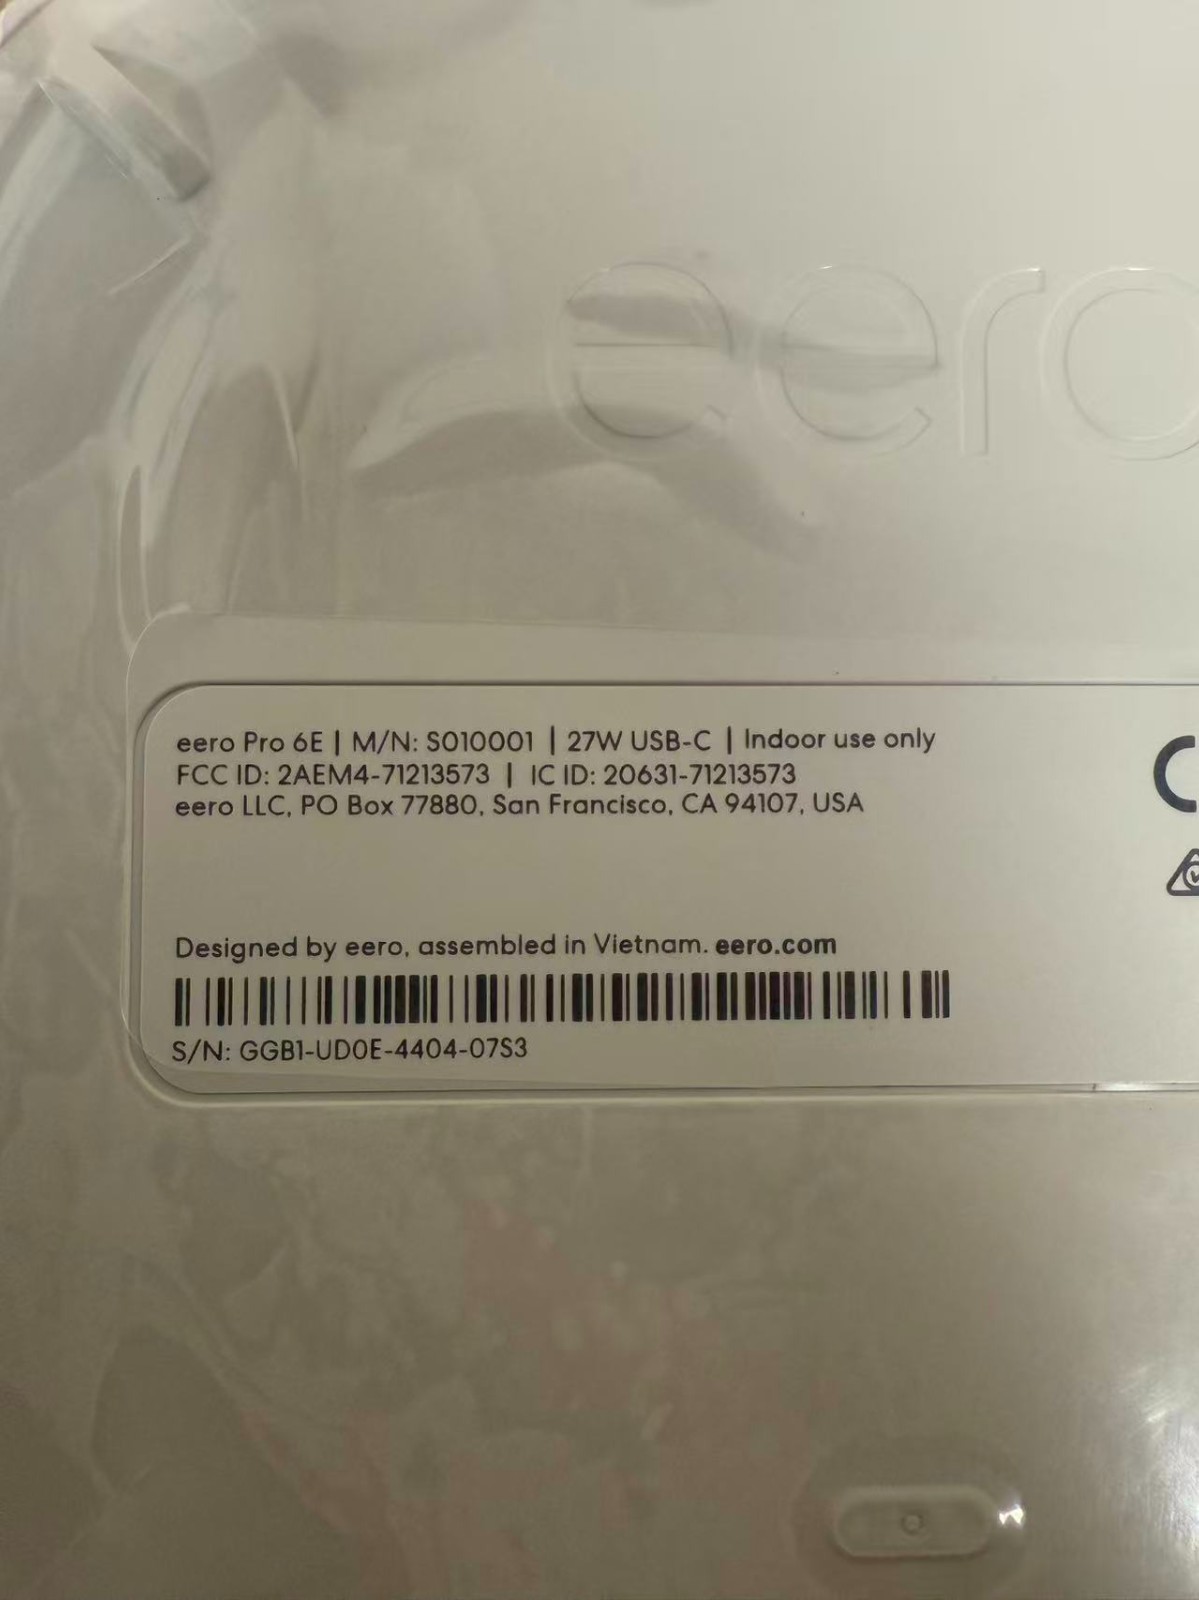 eero
eero Pro 6E | M/N: S010001 | 27W USB-C | Indoor use only
FCC ID: 2AEM4-71213573 | IC ID: 20631-71213573
eero LLC, PO Box 77880, San Francisco, CA 94107, USA
Designed by eero, assembled in Vietnam. eero.com
S/N: GGB1-UD0E-4404-07S3